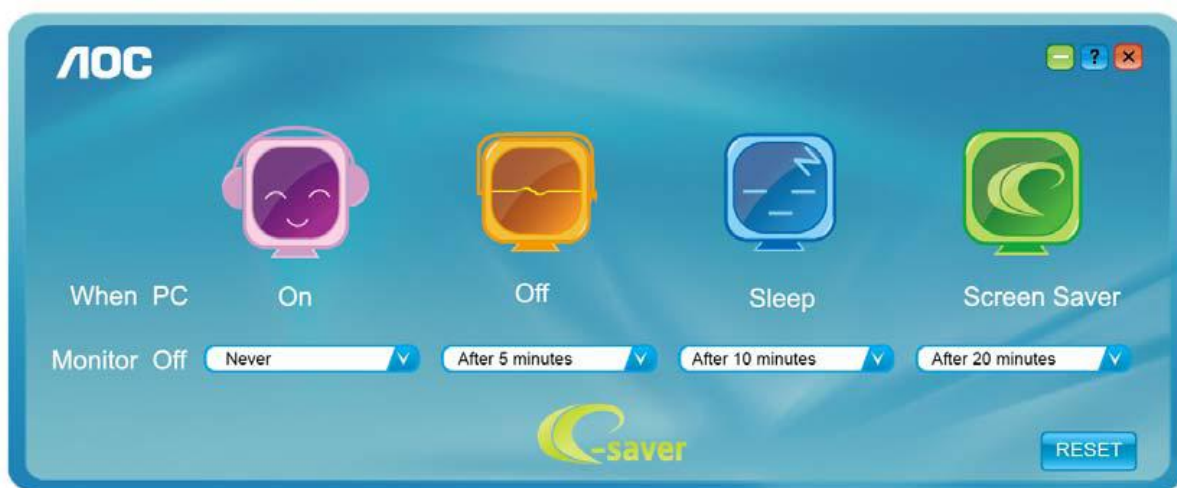 AOC
?
When PC On Off Sleep Screen Saver
Monitor Off Never After 5 minutes After 10 minutes After 20 minutes
e-saver
RESET